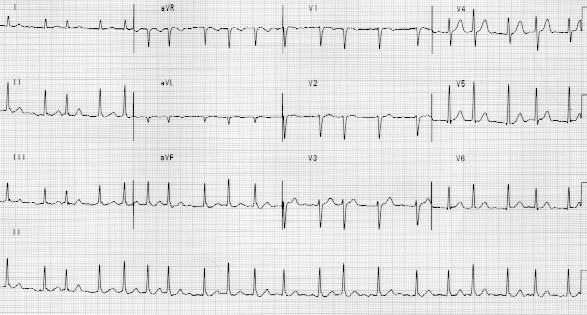 I aVR V1 V4
II aVL V2 V5
III aVF V3 V6
II